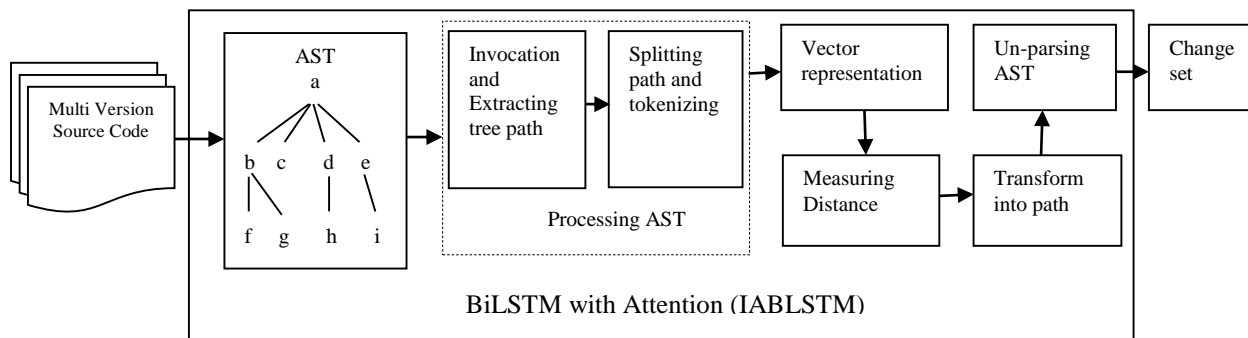 Multi Version
Source Code
AST
a
b c d e
f g h i
Invocation
and
Extracting
tree path
Splitting
path and
tokenizing
Processing AST
Vector
representation
Measuring
Distance
Transform
into path
Un-parsing
AST
Change
set
BiLSTM with Attention (IABLSTM)